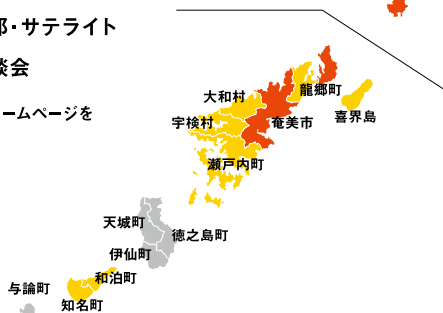 ・サテライト
談会
ームページを
大和村
龍郷町
宇検村
奄美市
喜界島
瀬戸内町
天城町
徳之島町
伊仙町
和泊町
与論町
知名町